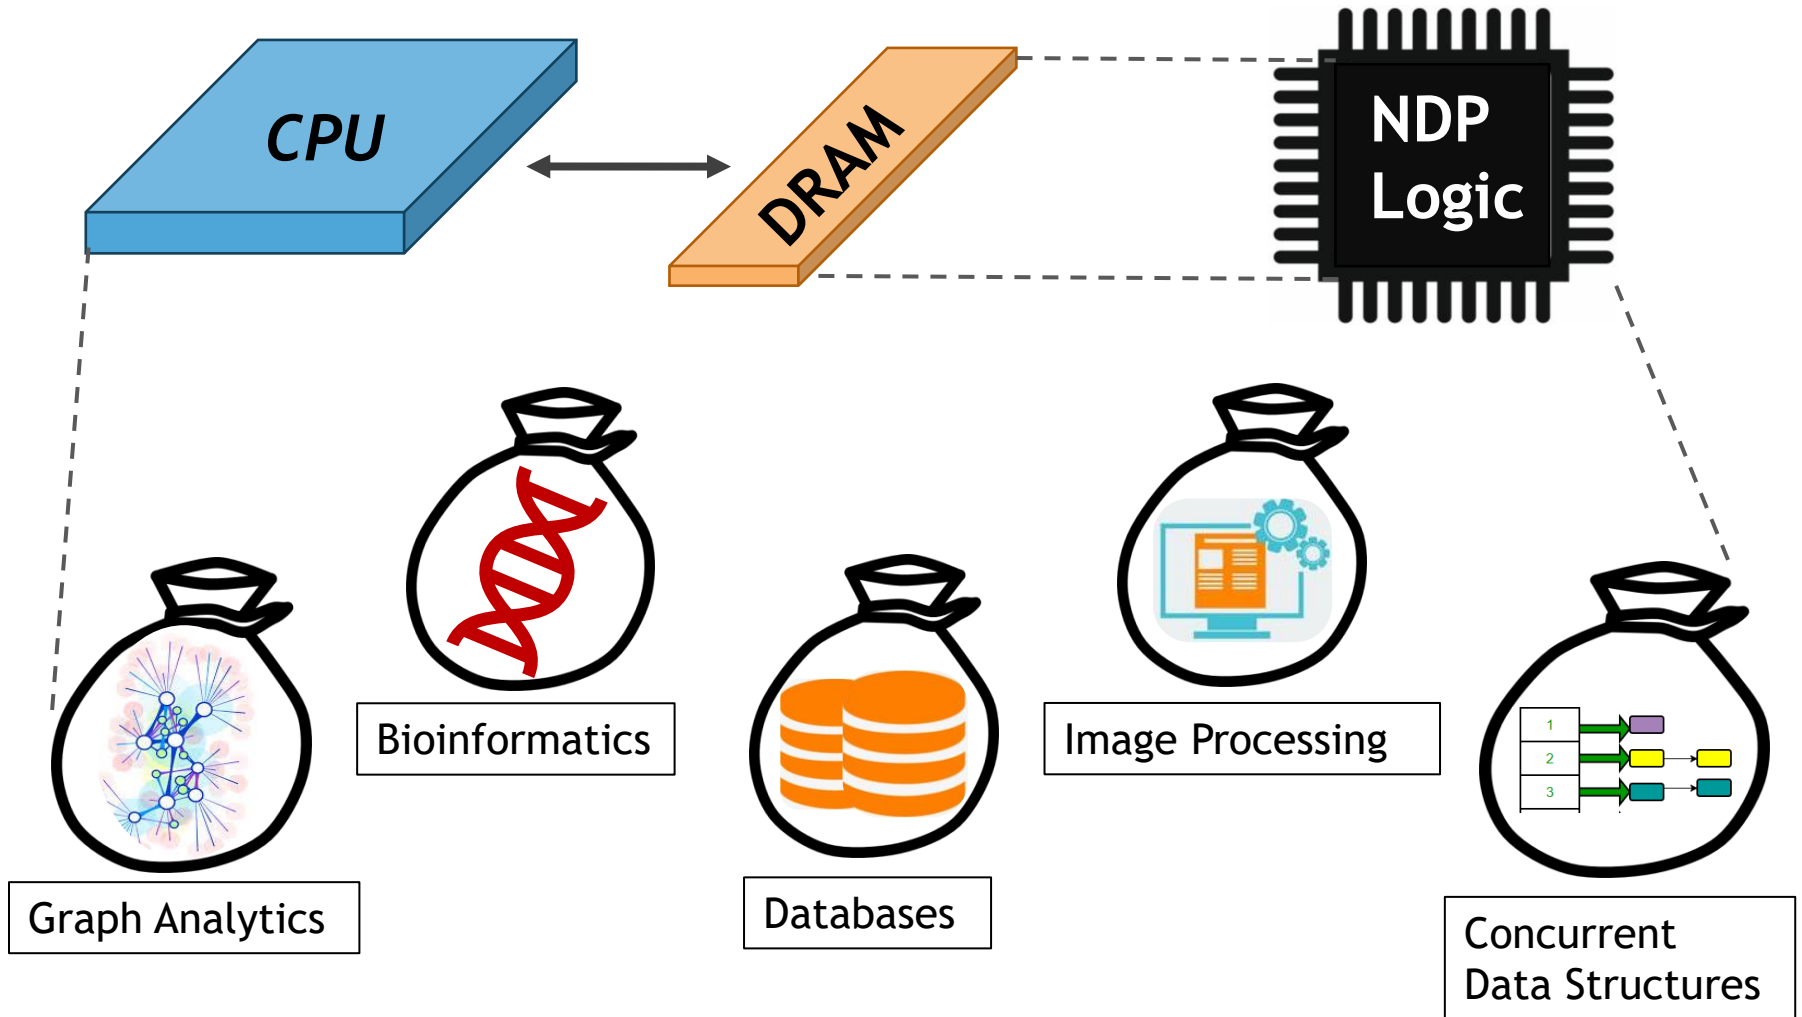 CPU
DRAM
NDP
Logic
Bioinformatics
Image Processing
1
2
3
Graph Analytics
Databases
Concurrent
Data Structures